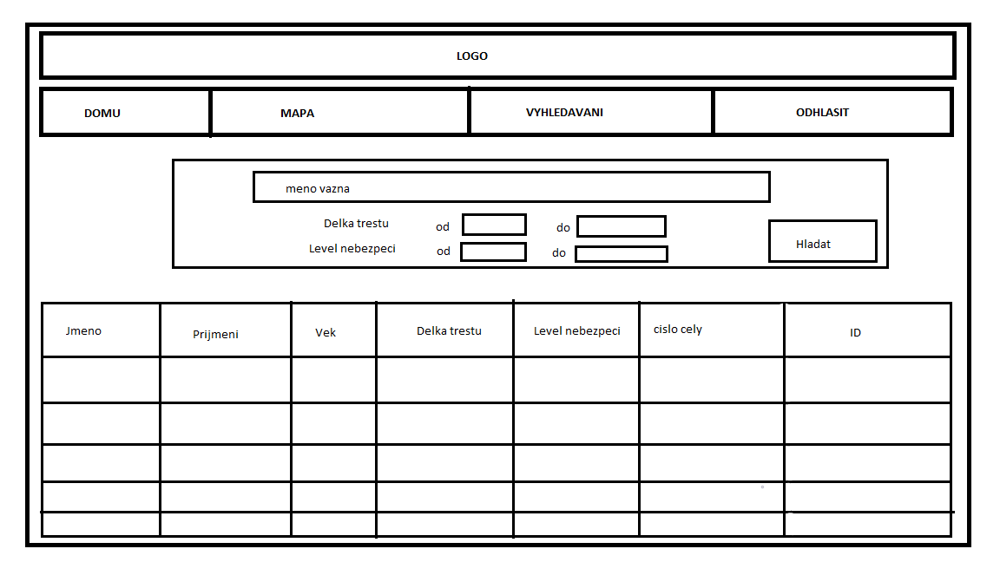 LOGO
DOMU MAPA VYHLEDAVANI ODHLASIT
meno vazna
Delka trestu od do
Level nebezpeci od do
Hladat
Jmeno Prijmeni Vek Delka trestu Level nebezpeci cislo cely ID